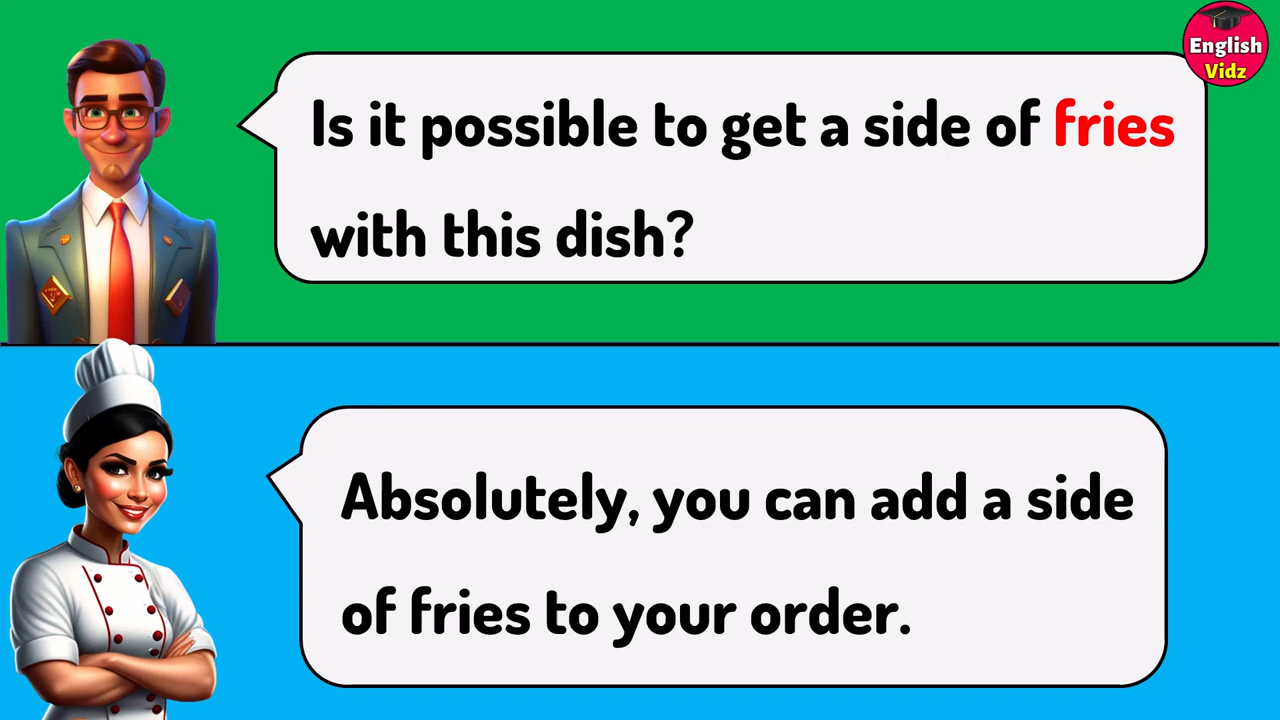 English
Vidz
Is it possible to get a side of fries
with this dish?
Absolutely, you can add a side
of fries to your order.